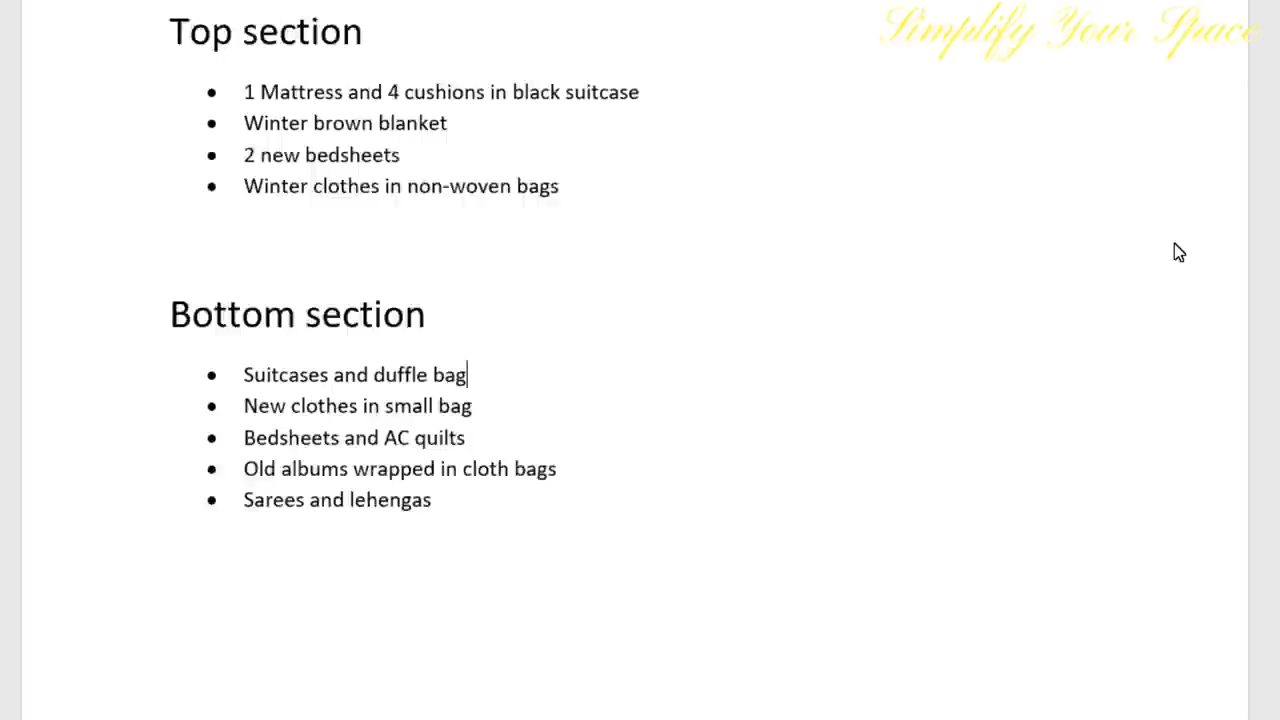 Top section
Simplify Your Space
• 1 Mattress and 4 cushions in black suitcase
• Winter brown blanket
• 2 new bedsheets
• Winter clothes in non-woven bags
Bottom section
• Suitcases and duffle bag
• New clothes in small bag
• Bedsheets and AC quilts
• Old albums wrapped in cloth bags
• Sarees and lehengas